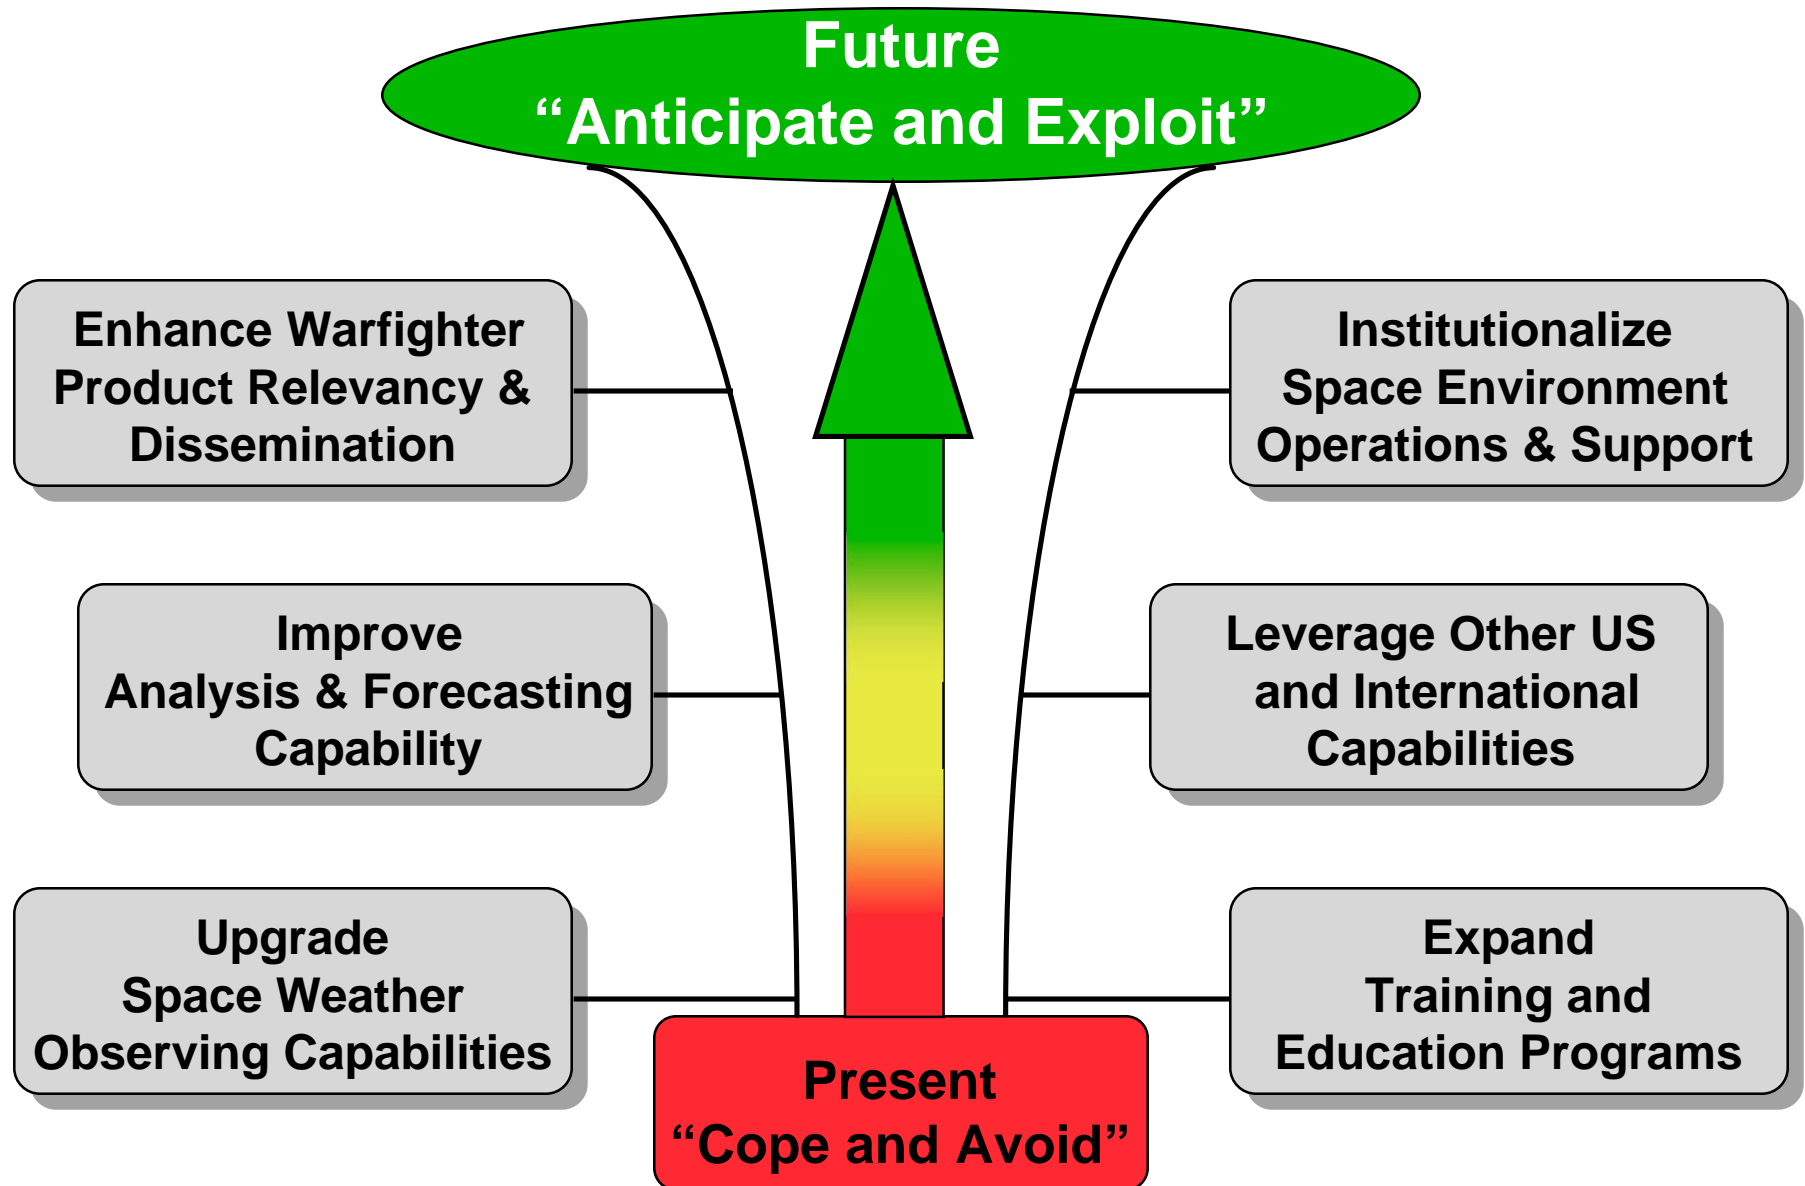 Future
“Anticipate and Exploit”
Enhance Warfighter
Product Relevancy &
Dissemination
Institutionalize
Space Environment
Operations & Support
Improve
Analysis & Forecasting
Capability
Leverage Other US
and International
Capabilities
Upgrade
Space Weather
Observing Capabilities
Expand
Training and
Education Programs
Present
“Cope and Avoid”